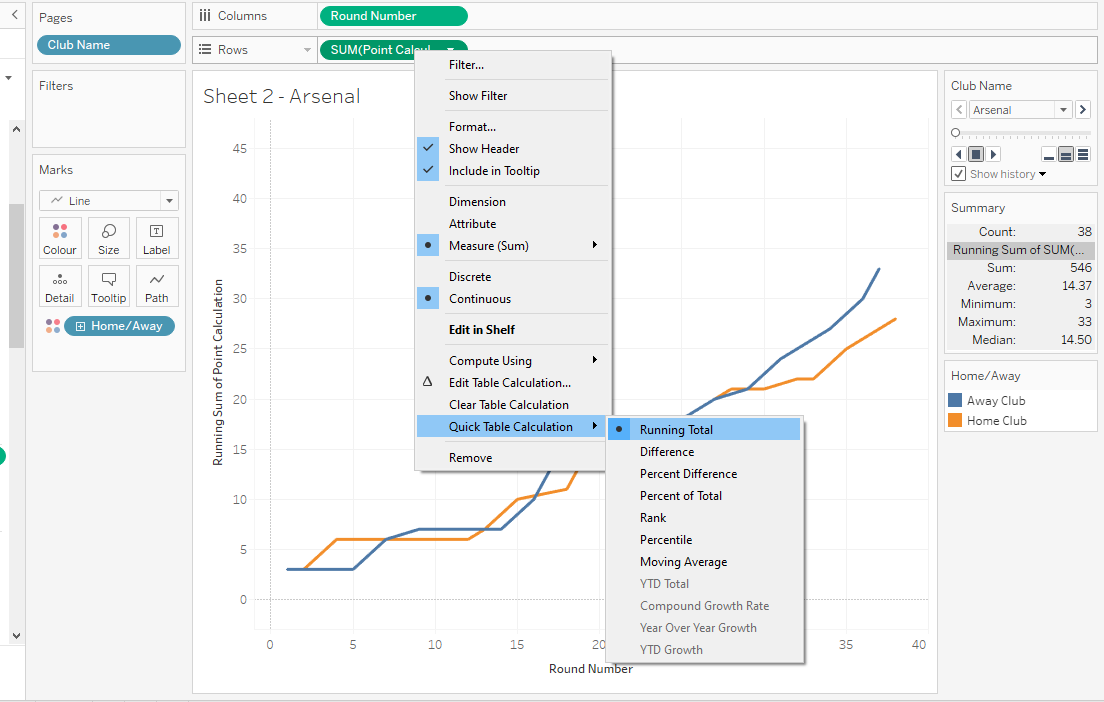 Pages
Club Name
Filters
Marks
Line
Colour
Size
Label
Detail
Tooltip
Path
Home/Away
Columns
Round Number
Rows
SUM(Point Calcul
Sheet 2 - Arsenal
Running Sum of Point Calculation
45
40
35
30
25
20
15
10
5
0
0
5
10
15
20
35
40
Round Number
Filter...
Show Filter
Format...
Show Header
Include in Tooltip
Dimension
Attribute
Measure (Sum)
Discrete
Continuous
Edit in Shelf
Compute Using
Edit Table Calculation...
Clear Table Calculation
Quick Table Calculation
Remove
Running Total
Difference
Percent Difference
Percent of Total
Rank
Percentile
Moving Average
YTD Total
Compound Growth Rate
Year Over Year Growth
YTD Growth
Club Name
Arsenal
Show history
Summary
Count: 38
Running Sum of SUM(...
Sum: 546
Average: 14.37
Minimum: 3
Maximum: 33
Median: 14.50
Home/Away
Away Club
Home Club